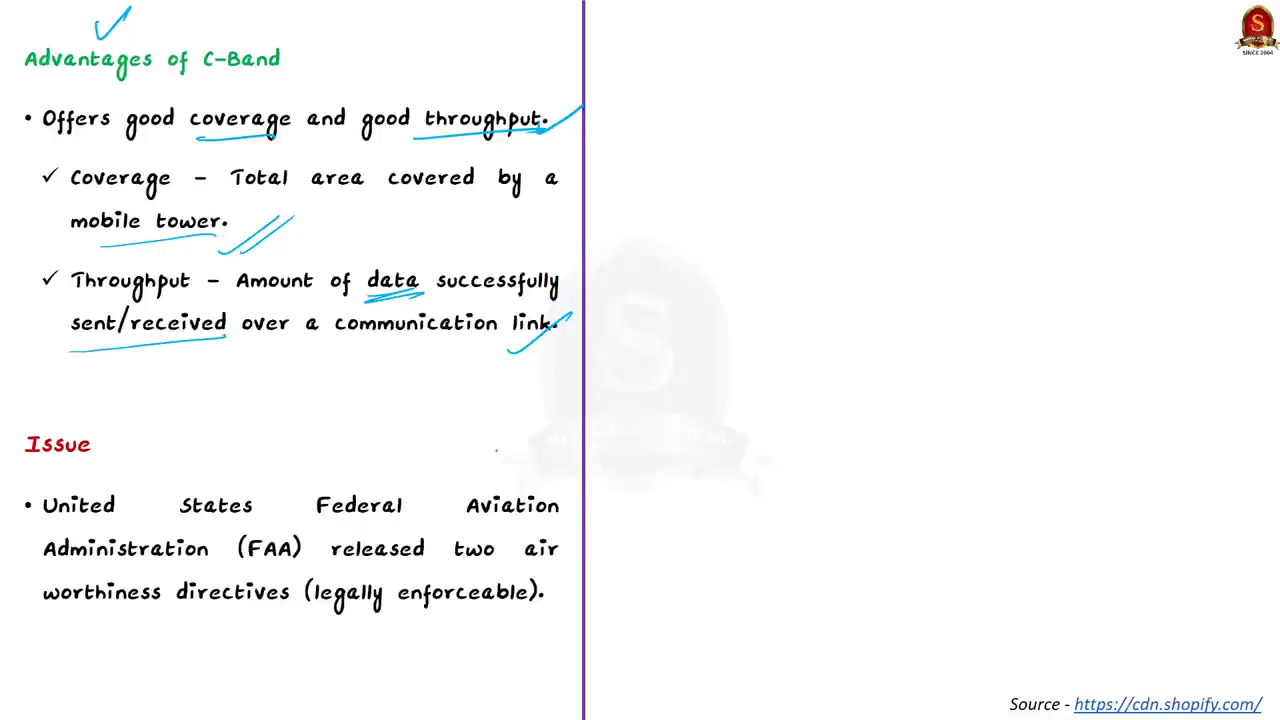 Advantages of C-Band
• Offers good coverage and good throughput.
✓ Coverage - Total area covered by a
mobile tower.
✓ Throughput - Amount of data successfully
sent/received over a communication link.
Issue
• United States Federal Aviation
Administration (FAA) released two air
worthiness directives (legally enforceable).
S
SINCE 2004
S
Source - https://cdn.shopify.com/